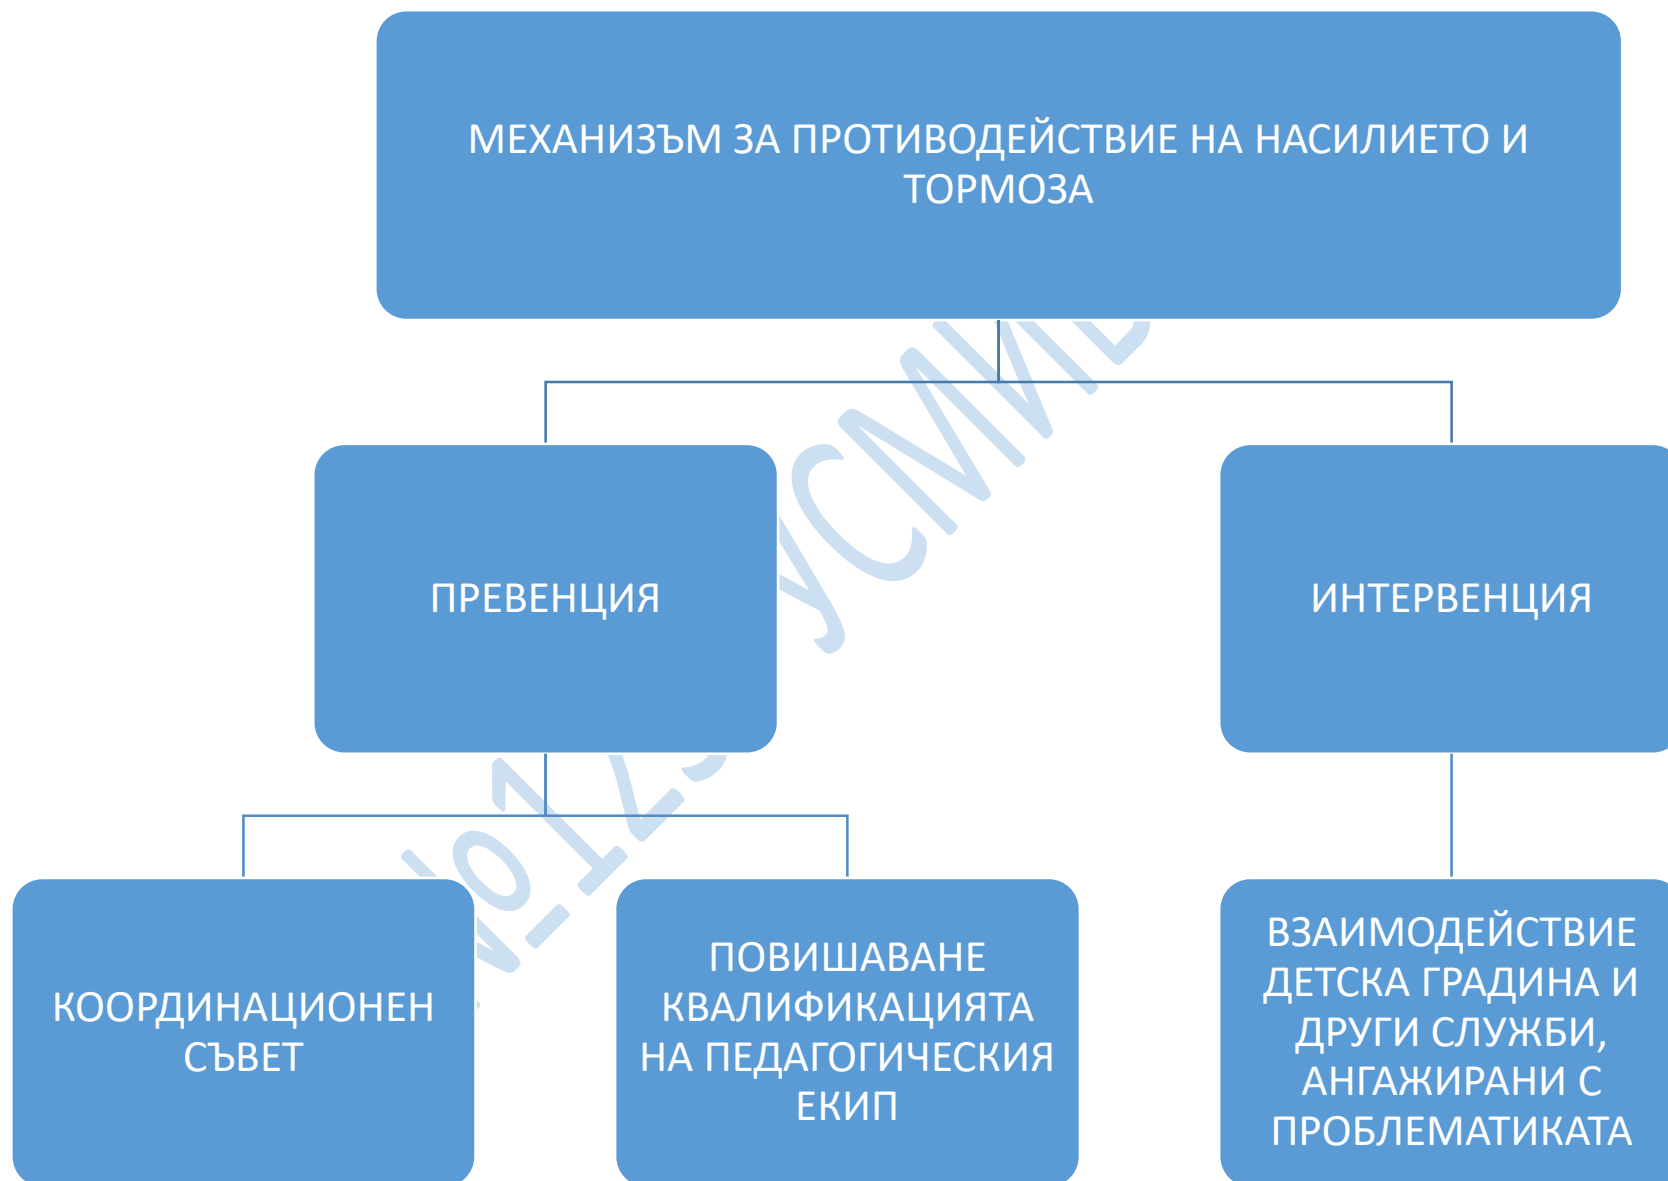 МЕХАНИЗЪМ ЗА ПРОТИВОДЕЙСТВИЕ НА НАСИЛИЕТО И
ТОРМОЗА
ПРЕВЕНЦИЯ
ИНТЕРВЕНЦИЯ
КООРДИНАЦИОНЕН
СЪВЕТ
ПОВИШАВАНЕ
КВАЛИФИКАЦИЯТА
НА ПЕДАГОГИЧЕСКИЯ
ЕКИП
ВЗАИМОДЕЙСТВИЕ
ДЕТСКА ГРАДИНА И
ДРУГИ СЛУЖБИ,
АНГАЖИРАНИ С
ПРОБЛЕМАТИКАТА